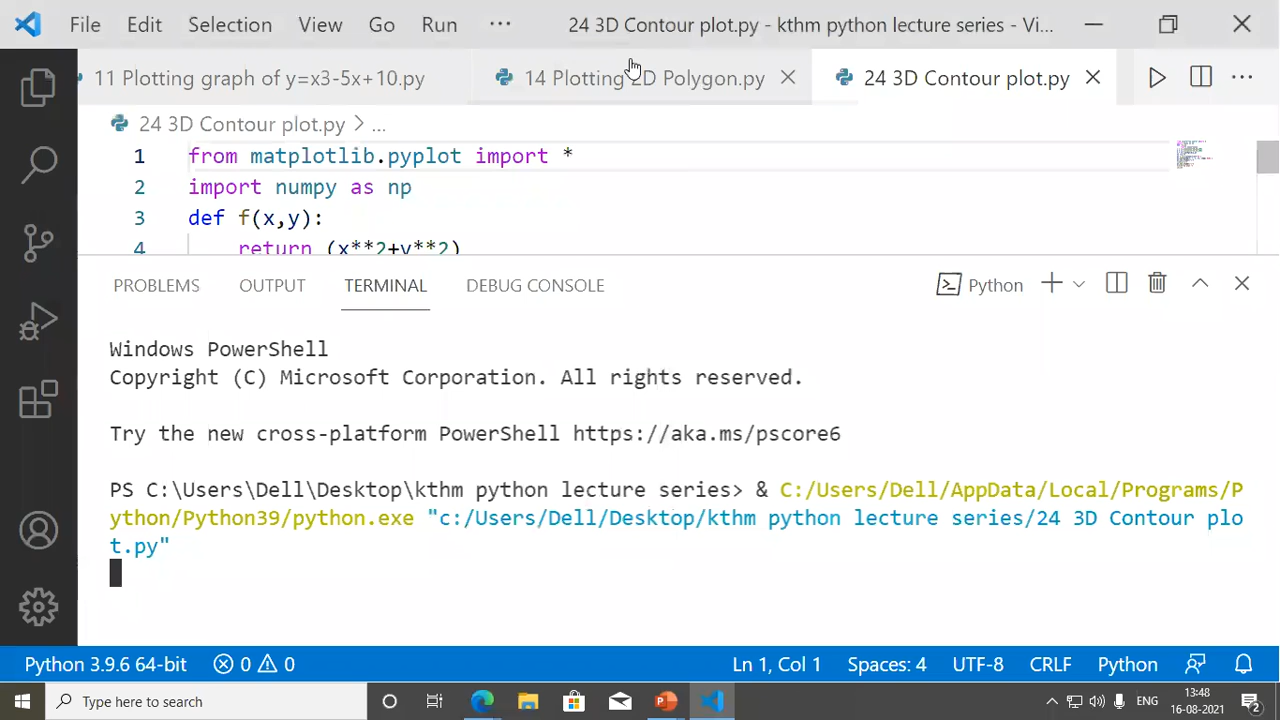 File Edit Selection View Go Run ··· 24 3D Contour plot.py - kthm python lecture series - Vi...
11 Plotting graph of y=x3-5x+10.py 14 Plotting 2D Polygon.py 24 3D Contour plot.py
24 3D Contour plot.py > ...
1 from matplotlib.pyplot import *
2 import numpy as np
3 def f(x,y):
4 return (x**2+y**2)
PROBLEMS OUTPUT TERMINAL DEBUG CONSOLE Python
Windows PowerShell
Copyright (C) Microsoft Corporation. All rights reserved.
Try the new cross-platform PowerShell https://aka.ms/pscore6
PS C:\Users\Dell\Desktop\kthm python lecture series> & C:/Users/Dell/AppData/Local/Programs/P
ython/Python39/python.exe "c:/Users/Dell/Desktop/kthm python lecture series/24 3D Contour plo
t.py"
Python 3.9.6 64-bit 0 0 Ln 1, Col 1 Spaces: 4 UTF-8 CRLF Python
Type here to search ENG 13:48
16-08-2021 2